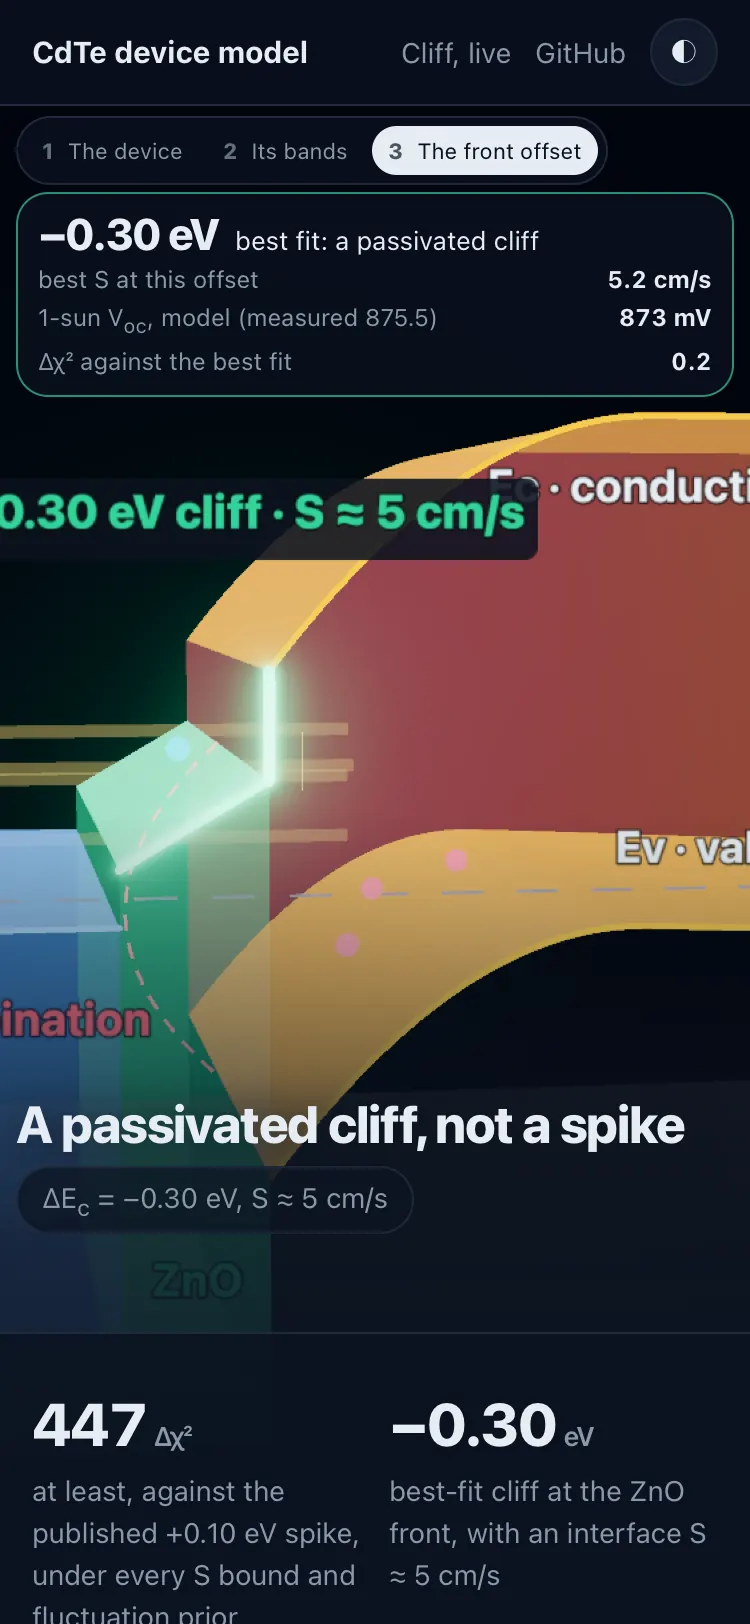 CdTe device model Cliff, live GitHub
1 The device 2 Its bands 3 The front offset
−0.30 eV best fit: a passivated cliff
best S at this offset 5.2 cm/s
1-sun Voc, model (measured 875.5) 873 mV
Δχ² against the best fit 0.2
Ec · conducti
0.30 eV cliff · S ≈ 5 cm/s
Ev · val
ination
A passivated cliff, not a spike
ΔEc = −0.30 eV, S ≈ 5 cm/s
ZnO
447 Δχ²
at least, against the
published +0.10 eV spike,
under every S bound and
fluctuation prior
−0.30 eV
best-fit cliff at the ZnO
front, with an interface S
≈ 5 cm/s